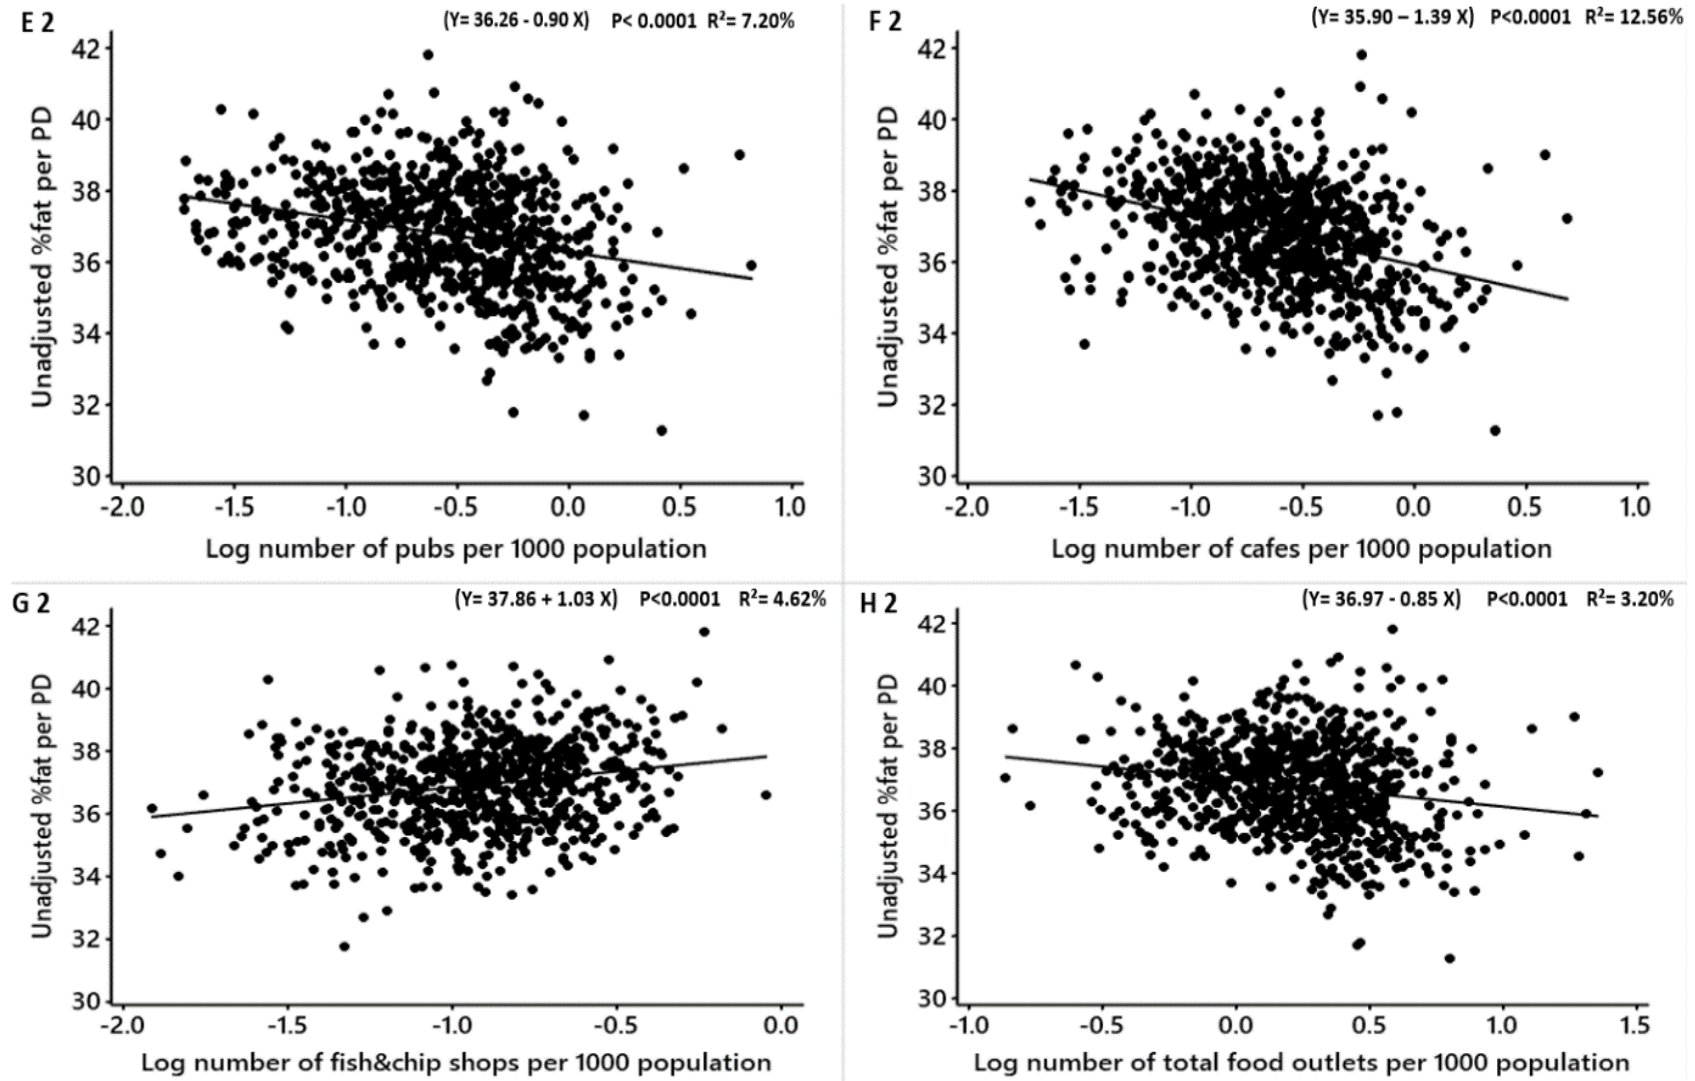 E 2
(Y= 36.26 - 0.90 X) P< 0.0001 R²= 7.20%
Unadjusted %fat per PD
42
40
38
36
34
32
30
-2.0 -1.5 -1.0 -0.5 0.0 0.5 1.0
Log number of pubs per 1000 population
F 2
(Y= 35.90 – 1.39 X) P<0.0001 R²= 12.56%
Unadjusted %fat per PD
42
40
38
36
34
32
30
-2.0 -1.5 -1.0 -0.5 0.0 0.5 1.0
Log number of cafes per 1000 population
G 2
(Y= 37.86 + 1.03 X) P<0.0001 R²= 4.62%
Unadjusted %fat per PD
42
40
38
36
34
32
30
-2.0 -1.5 -1.0 -0.5 0.0
Log number of fish&chip shops per 1000 population
H 2
(Y= 36.97 - 0.85 X) P<0.0001 R²= 3.20%
Unadjusted %fat per PD
42
40
38
36
34
32
30
-1.0 -0.5 0.0 0.5 1.0 1.5
Log number of total food outlets per 1000 population